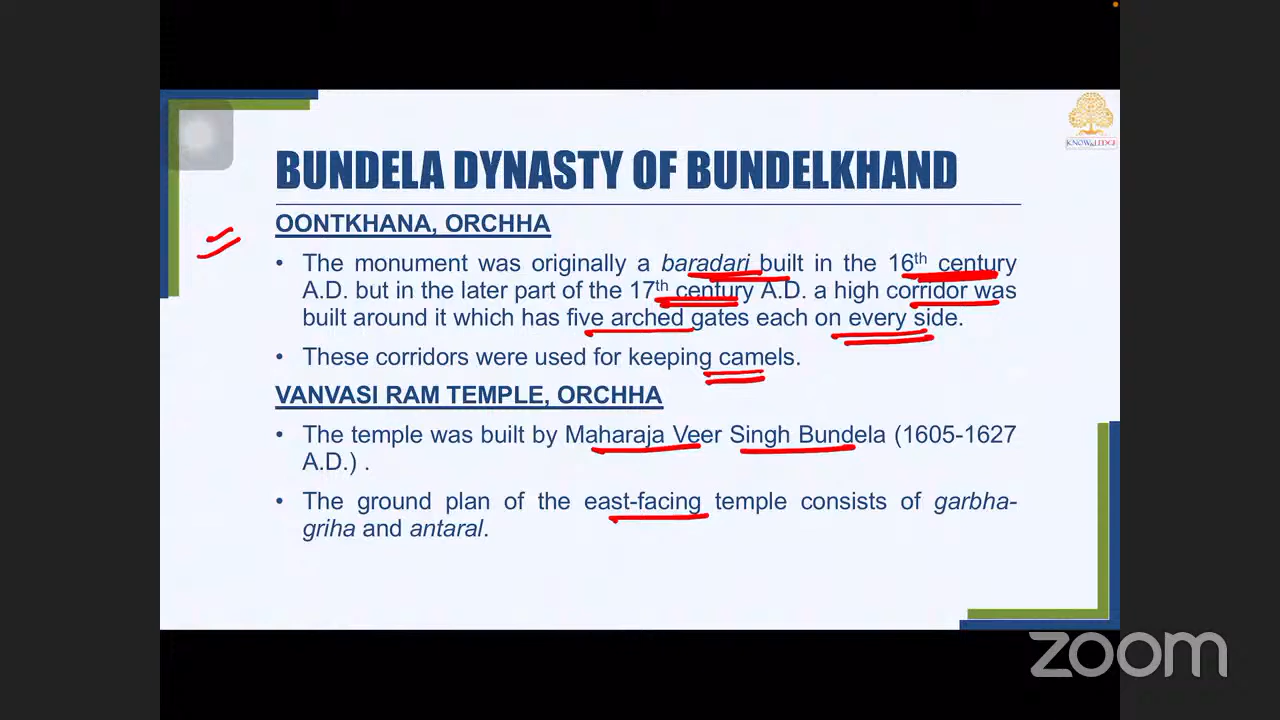 KNOWLEDGE
BUNDELA DYNASTY OF BUNDELKHAND
OONTKHANA, ORCHHA
• The monument was originally a baradari built in the 16th century
A.D. but in the later part of the 17th century A.D. a high corridor was
built around it which has five arched gates each on every side.
• These corridors were used for keeping camels.
VANVASI RAM TEMPLE, ORCHHA
• The temple was built by Maharaja Veer Singh Bundela (1605-1627
A.D.) .
• The ground plan of the east-facing temple consists of garbha-
griha and antaral.
zoom